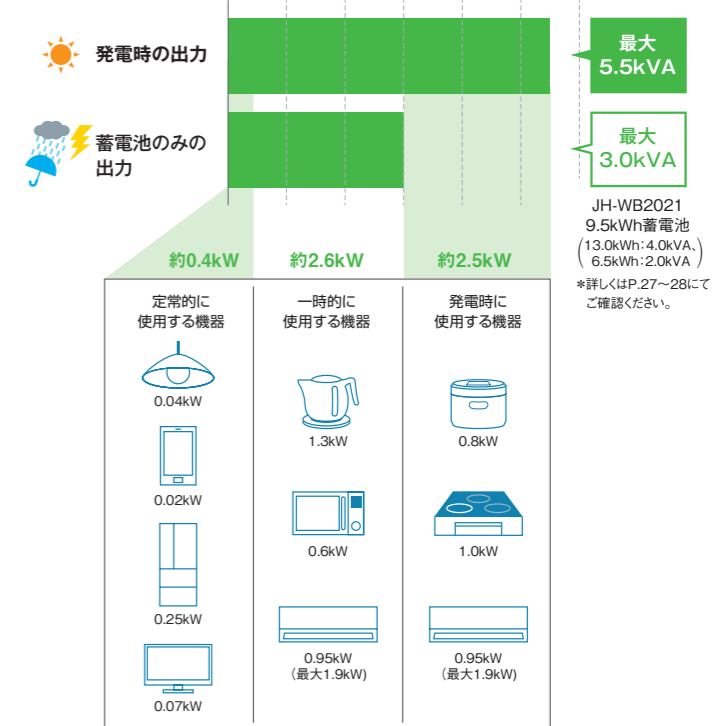 発電時の出力
最大
5.5kVA
蓄電池のみの
出力
最大
3.0kVA
JH-WB2021
9.5kWh蓄電池
(13.0kWh:4.0kVA、
6.5kWh:2.0kVA)
*詳しくはP.27〜28にて
ご確認ください。
約0.4kW
約2.6kW
約2.5kW
定常的に
使用する機器
0.04kW
0.02kW
0.25kW
0.07kW
一時的に
使用する機器
1.3kW
0.6kW
0.95kW
(最大1.9kW)
発電時に
使用する機器
0.8kW
1.0kW
0.95kW
(最大1.9kW)